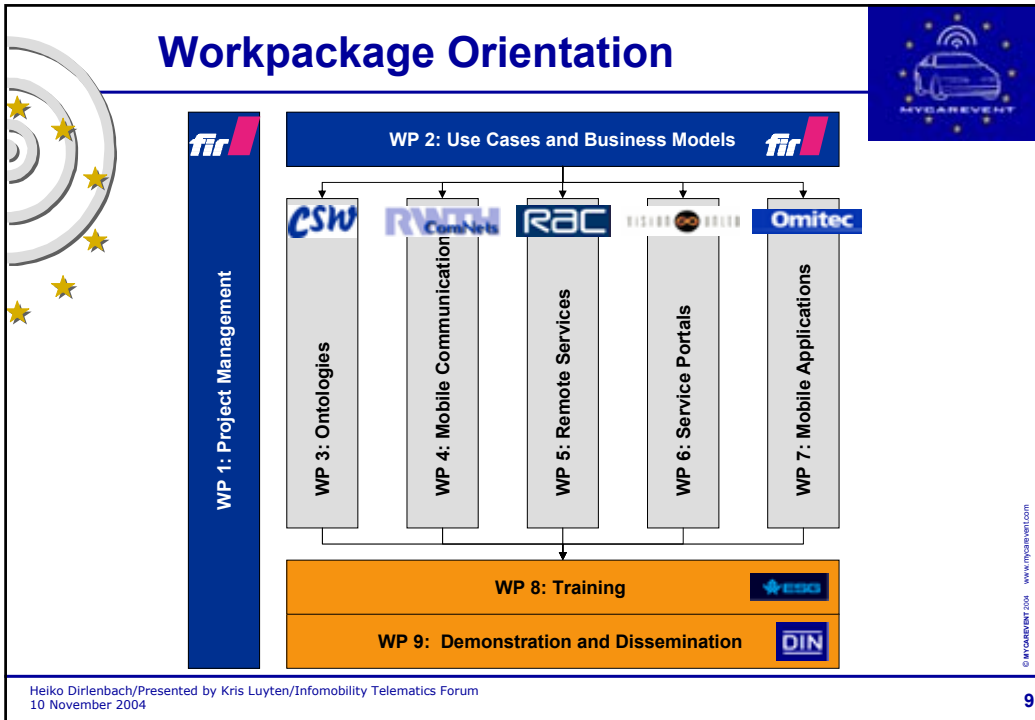 Workpackage Orientation
MYCAREVENT
fir
WP 1: Project Management
WP 2: Use Cases and Business Models
fir
CSW
RWTH
ComNets
RAC
Omitec
WP 3: Ontologies
WP 4: Mobile Communication
WP 5: Remote Services
WP 6: Service Portals
WP 7: Mobile Applications
WP 8: Training
ESG
WP 9: Demonstration and Dissemination
DIN
© MYCAREVENT 2004 www.mycarevent.com
Heiko Dirlenbach/Presented by Kris Luyten/Infomobility Telematics Forum
10 November 2004
9